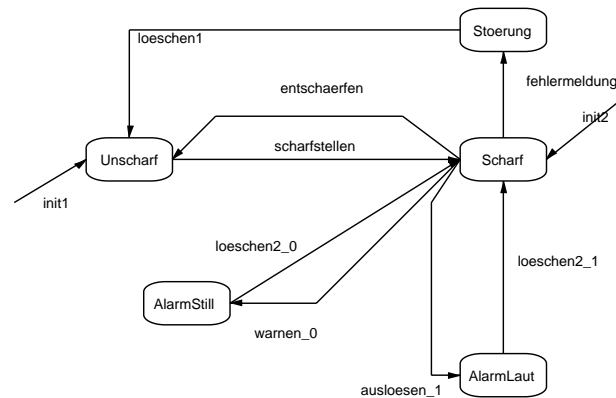 Stoerung
loeschen1
fehlermeldung
entschaerfen
init2
scharfstellen
Unscharf
Scharf
init1
loeschen2_0
loeschen2_1
AlarmStill
warnen_0
AlarmLaut
ausloesen_1